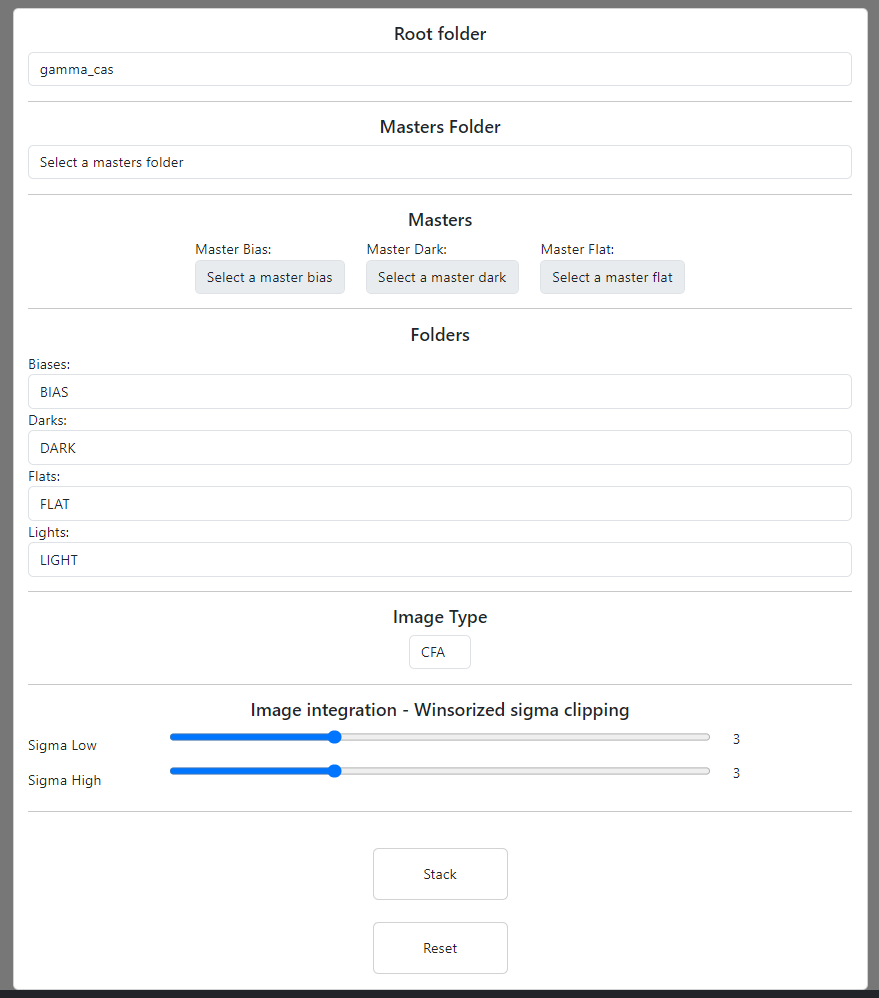 Root folder
gamma_cas
Masters Folder
Select a masters folder
Masters
Master Bias: Master Dark: Master Flat:
Select a master bias Select a master dark Select a master flat
Folders
Biases:
BIAS
Darks:
DARK
Flats:
FLAT
Lights:
LIGHT
Image Type
CFA
Image integration - Winsorized sigma clipping
Sigma Low 3
Sigma High 3
Stack
Reset